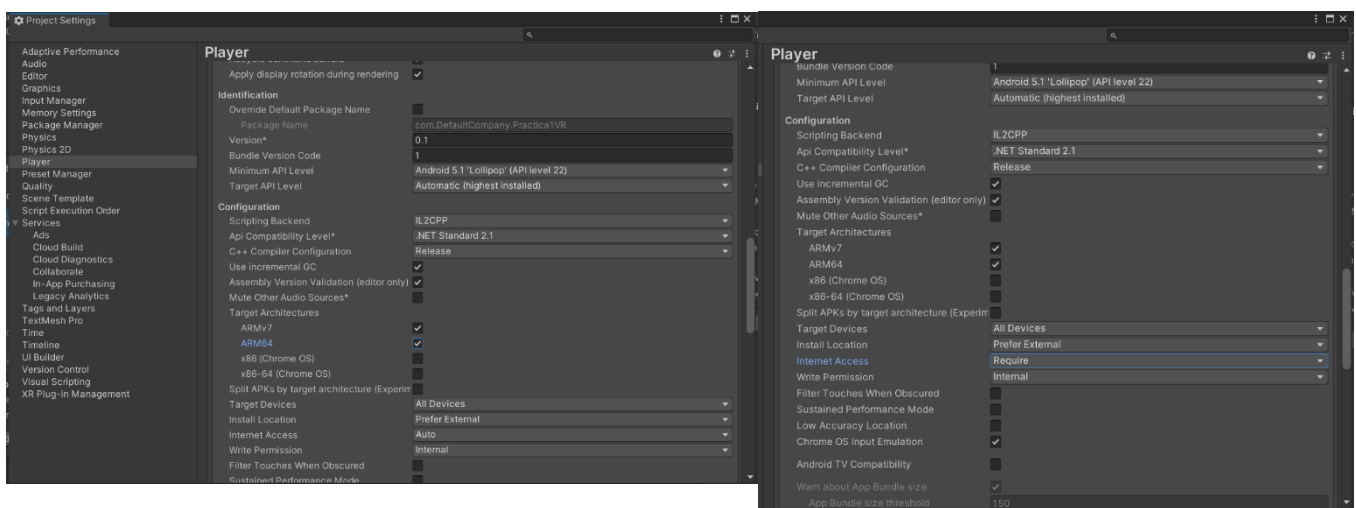 Project Settings
Adaptive Performance
Audio
Editor
Graphics
Input Manager
Memory Settings
Package Manager
Physics
Physics 2D
Player
Preset Manager
Quality
Scene Template
Script Execution Order
Services
Ads
Cloud Build
Cloud Diagnostics
Collaborate
In-App Purchasing
Legacy Analytics
Tags and Layers
TextMesh Pro
Time
Timeline
UI Builder
Version Control
Visual Scripting
XR Plug-in Management
Player
Apply display rotation during rendering
Identification
Override Default Package Name
Package Name com.DefaultCompany.Practica1VR
Version* 0.1
Bundle Version Code 1
Minimum API Level Android 5.1 'Lollipop' (API level 22)
Target API Level Automatic (highest installed)
Configuration
Scripting Backend IL2CPP
Api Compatibility Level* .NET Standard 2.1
C++ Compiler Configuration Release
Use incremental GC
Assembly Version Validation (editor only)
Mute Other Audio Sources*
Target Architectures
ARMv7
ARM64
x86 (Chrome OS)
x86-64 (Chrome OS)
Split APKs by target architecture (Experim
Target Devices All Devices
Install Location Prefer External
Internet Access Auto
Write Permission Internal
Filter Touches When Obscured
Sustained Performance Mode
Player
Bundle Version Code 1
Minimum API Level Android 5.1 'Lollipop' (API level 22)
Target API Level Automatic (highest installed)
Configuration
Scripting Backend IL2CPP
Api Compatibility Level* .NET Standard 2.1
C++ Compiler Configuration Release
Use incremental GC
Assembly Version Validation (editor only)
Mute Other Audio Sources*
Target Architectures
ARMv7
ARM64
x86 (Chrome OS)
x86-64 (Chrome OS)
Split APKs by target architecture (Experim
Target Devices All Devices
Install Location Prefer External
Internet Access Require
Write Permission Internal
Filter Touches When Obscured
Sustained Performance Mode
Low Accuracy Location
Chrome OS Input Emulation
Android TV Compatibility
Warn about App Bundle size
App Bundle size threshold 150